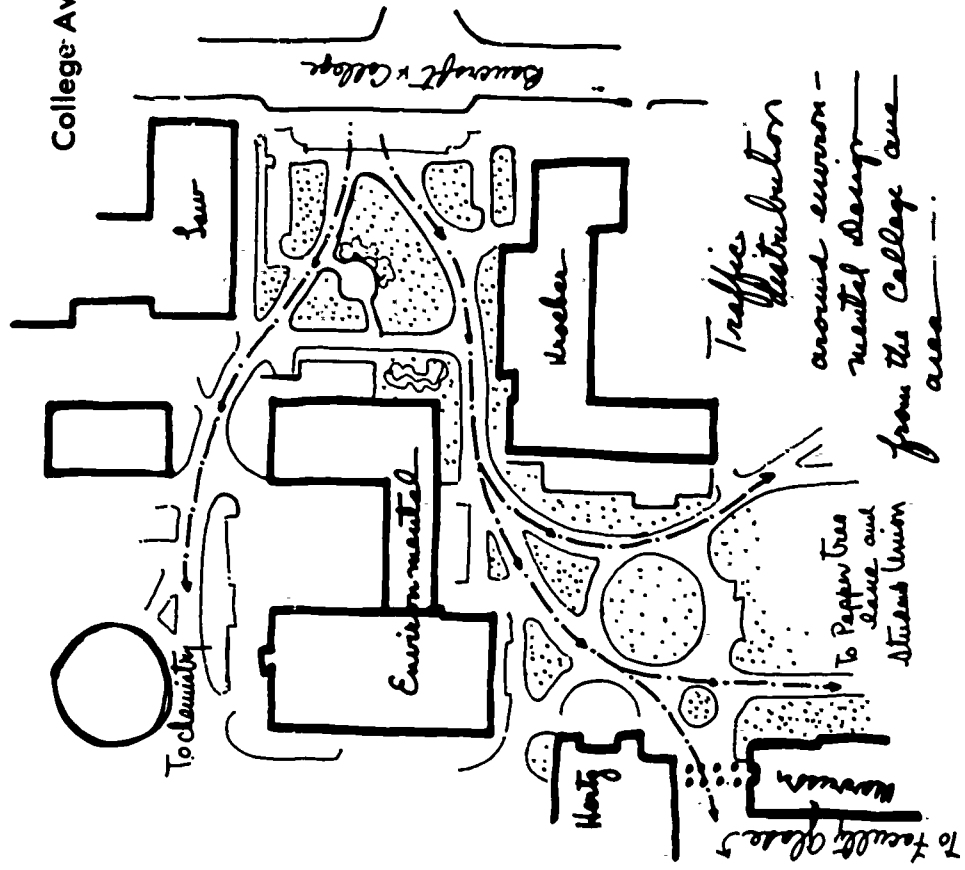 College Av
Bancroft & College
Law
Kroeber
Environmental
Traffic
distribution
around environ-
mental Design
from the College ave
area
To chemistry
Hertz
Morrison
To Pepper tree
lane and
Student Union
To Faculty Glade